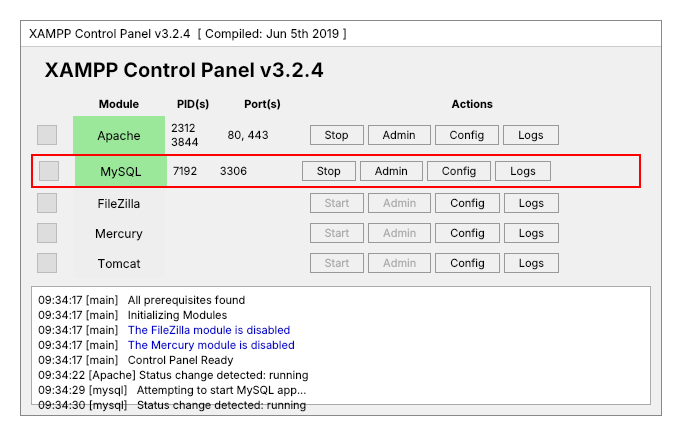 XAMPP Control Panel v3.2.4 [ Compiled: Jun 5th 2019 ]
XAMPP Control Panel v3.2.4
Module PID(s) Port(s) Actions
Apache 2312 3844 80, 443 Stop Admin Config Logs
MySQL 7192 3306 Stop Admin Config Logs
FileZilla Start Admin Config Logs
Mercury Start Admin Config Logs
Tomcat Start Admin Config Logs
09:34:17 [main] All prerequisites found
09:34:17 [main] Initializing Modules
09:34:17 [main] The FileZilla module is disabled
09:34:17 [main] The Mercury module is disabled
09:34:17 [main] Control Panel Ready
09:34:22 [Apache] Status change detected: running
09:34:29 [mysql] Attempting to start MySQL app...
09:34:30 [mysql] Status change detected: running